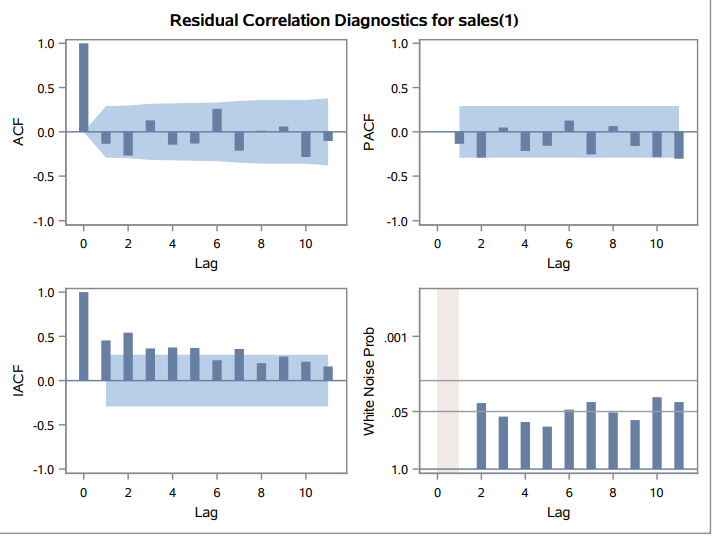 Residual Correlation Diagnostics for sales(1)
ACF
1.0
0.5
0.0
-0.5
-1.0
0 2 4 6 8 10
Lag
PACF
1.0
0.5
0.0
-0.5
-1.0
0 2 4 6 8 10
Lag
IACF
1.0
0.5
0.0
-0.5
-1.0
0 2 4 6 8 10
Lag
White Noise Prob
.001
.05
1.0
0 2 4 6 8 10
Lag